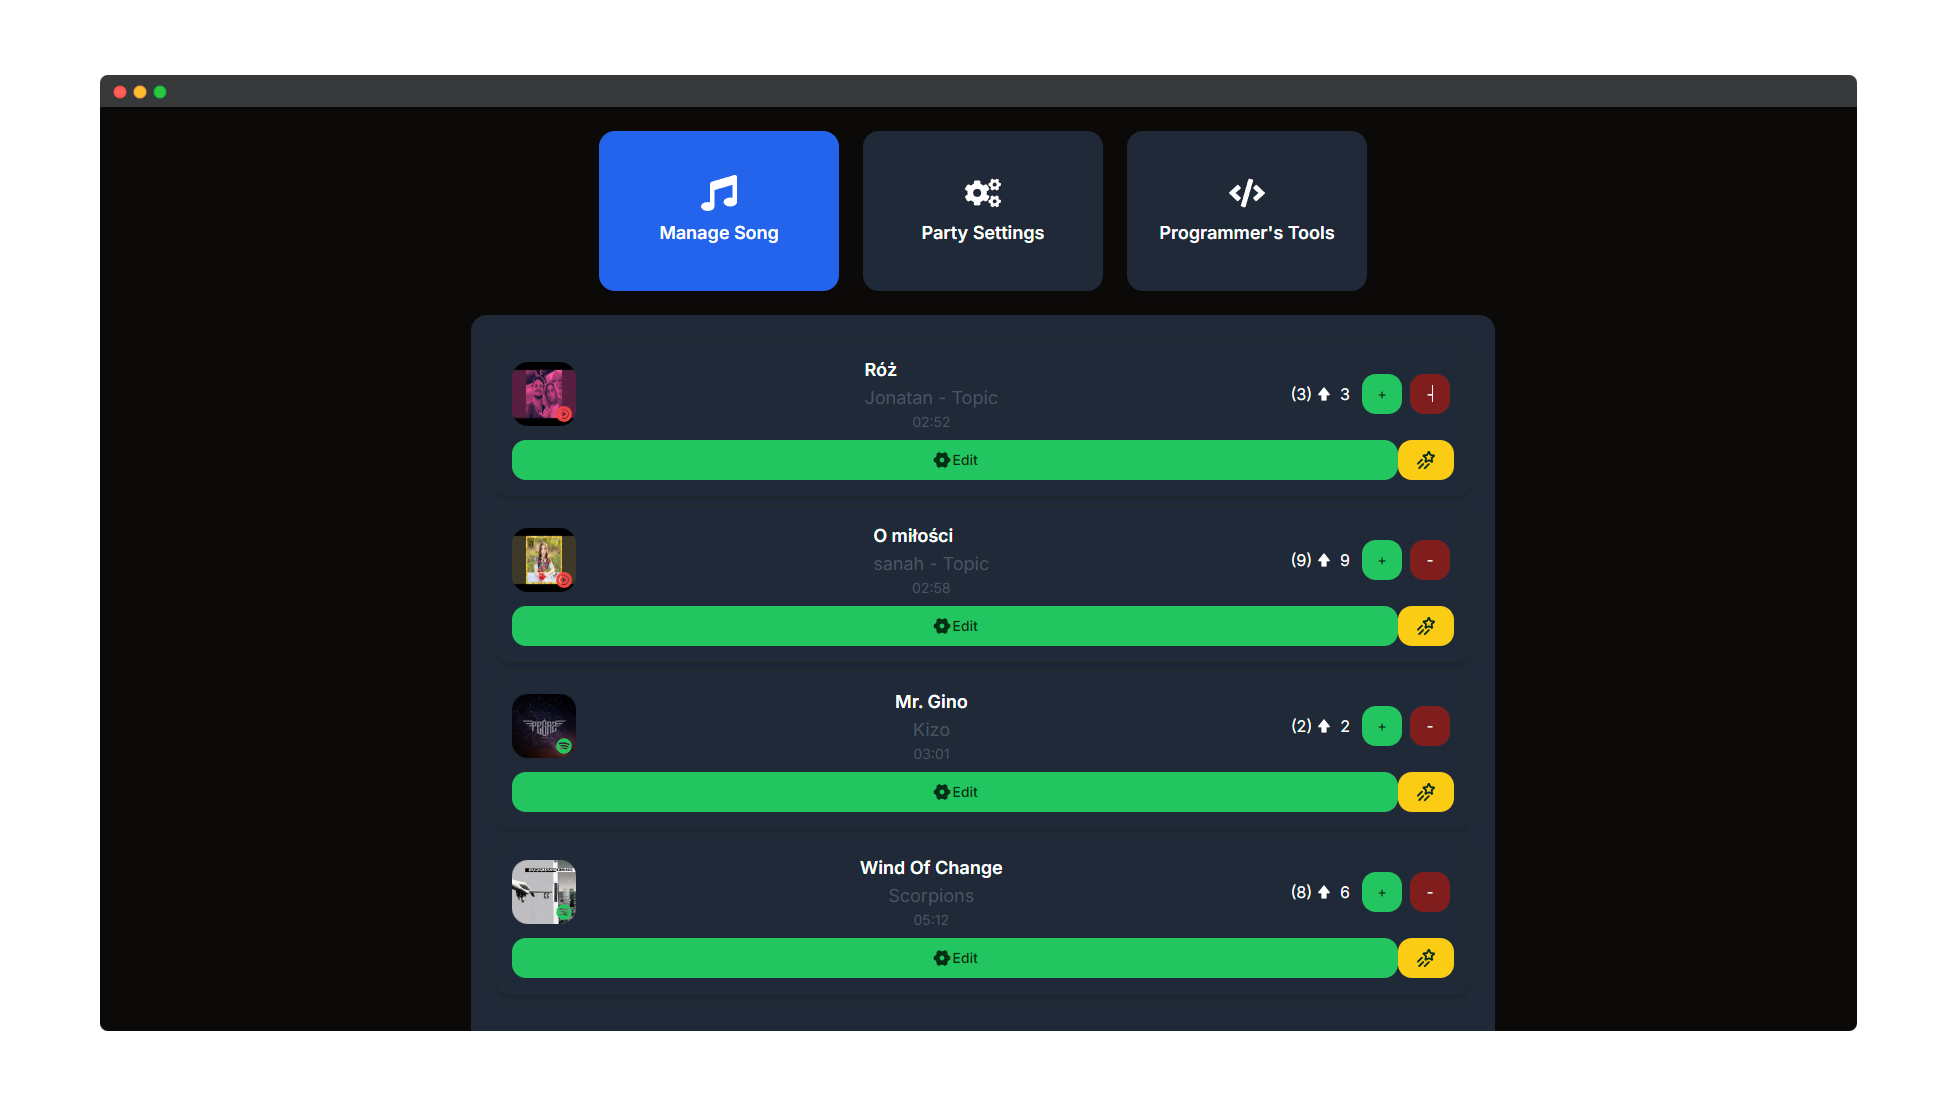 Manage Song
Party Settings
Programmer's Tools
Róż
Jonatan - Topic
02:52
(3) 3 + -
Edit
O miłości
sanah - Topic
02:58
(9) 9 + -
Edit
Mr. Gino
Kizo
03:01
(2) 2 + -
Edit
Wind Of Change
Scorpions
05:12
(8) 6 + -
Edit